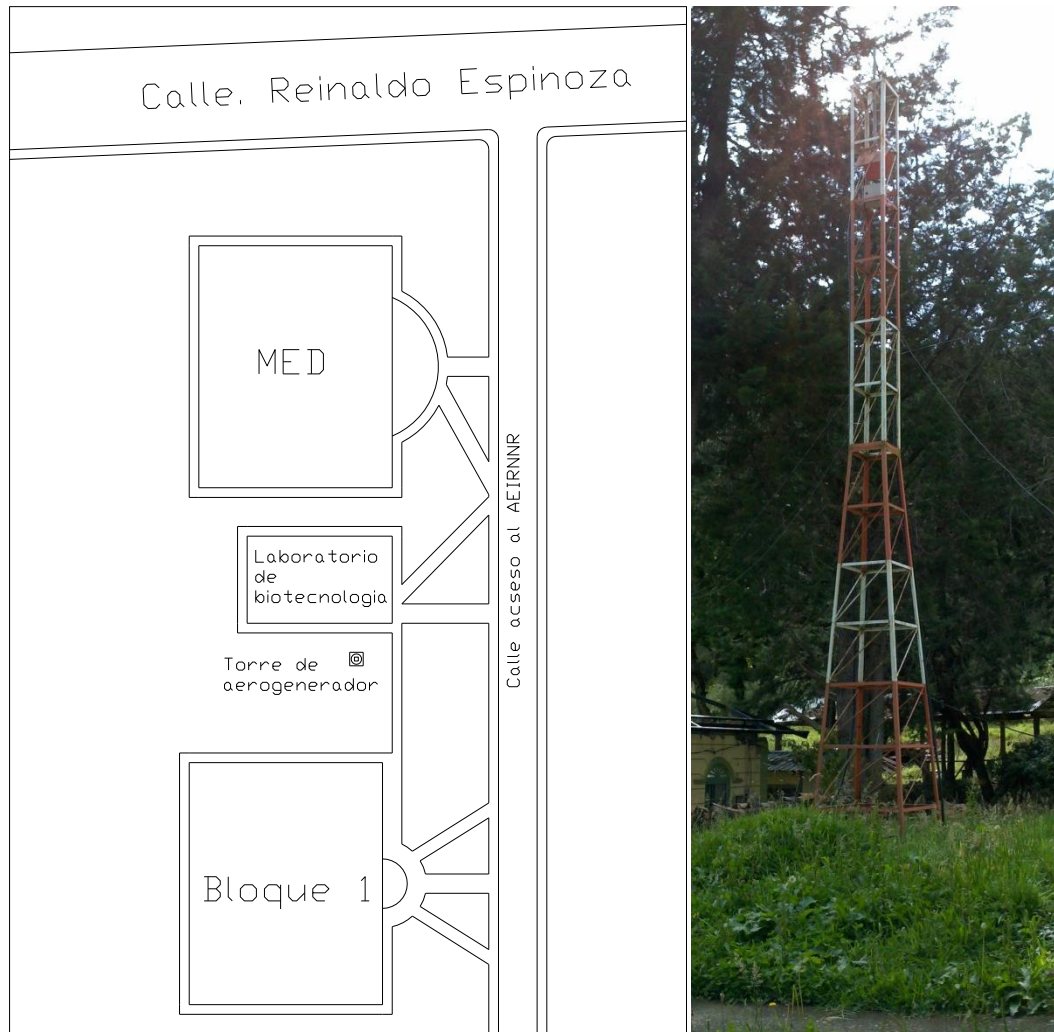 Calle. Reinaldo Espinoza
MED
Calle acseso al AEIRNNR
Laboratorio
de
biotecnologia
Torre de
aerogenerador
Bloque 1